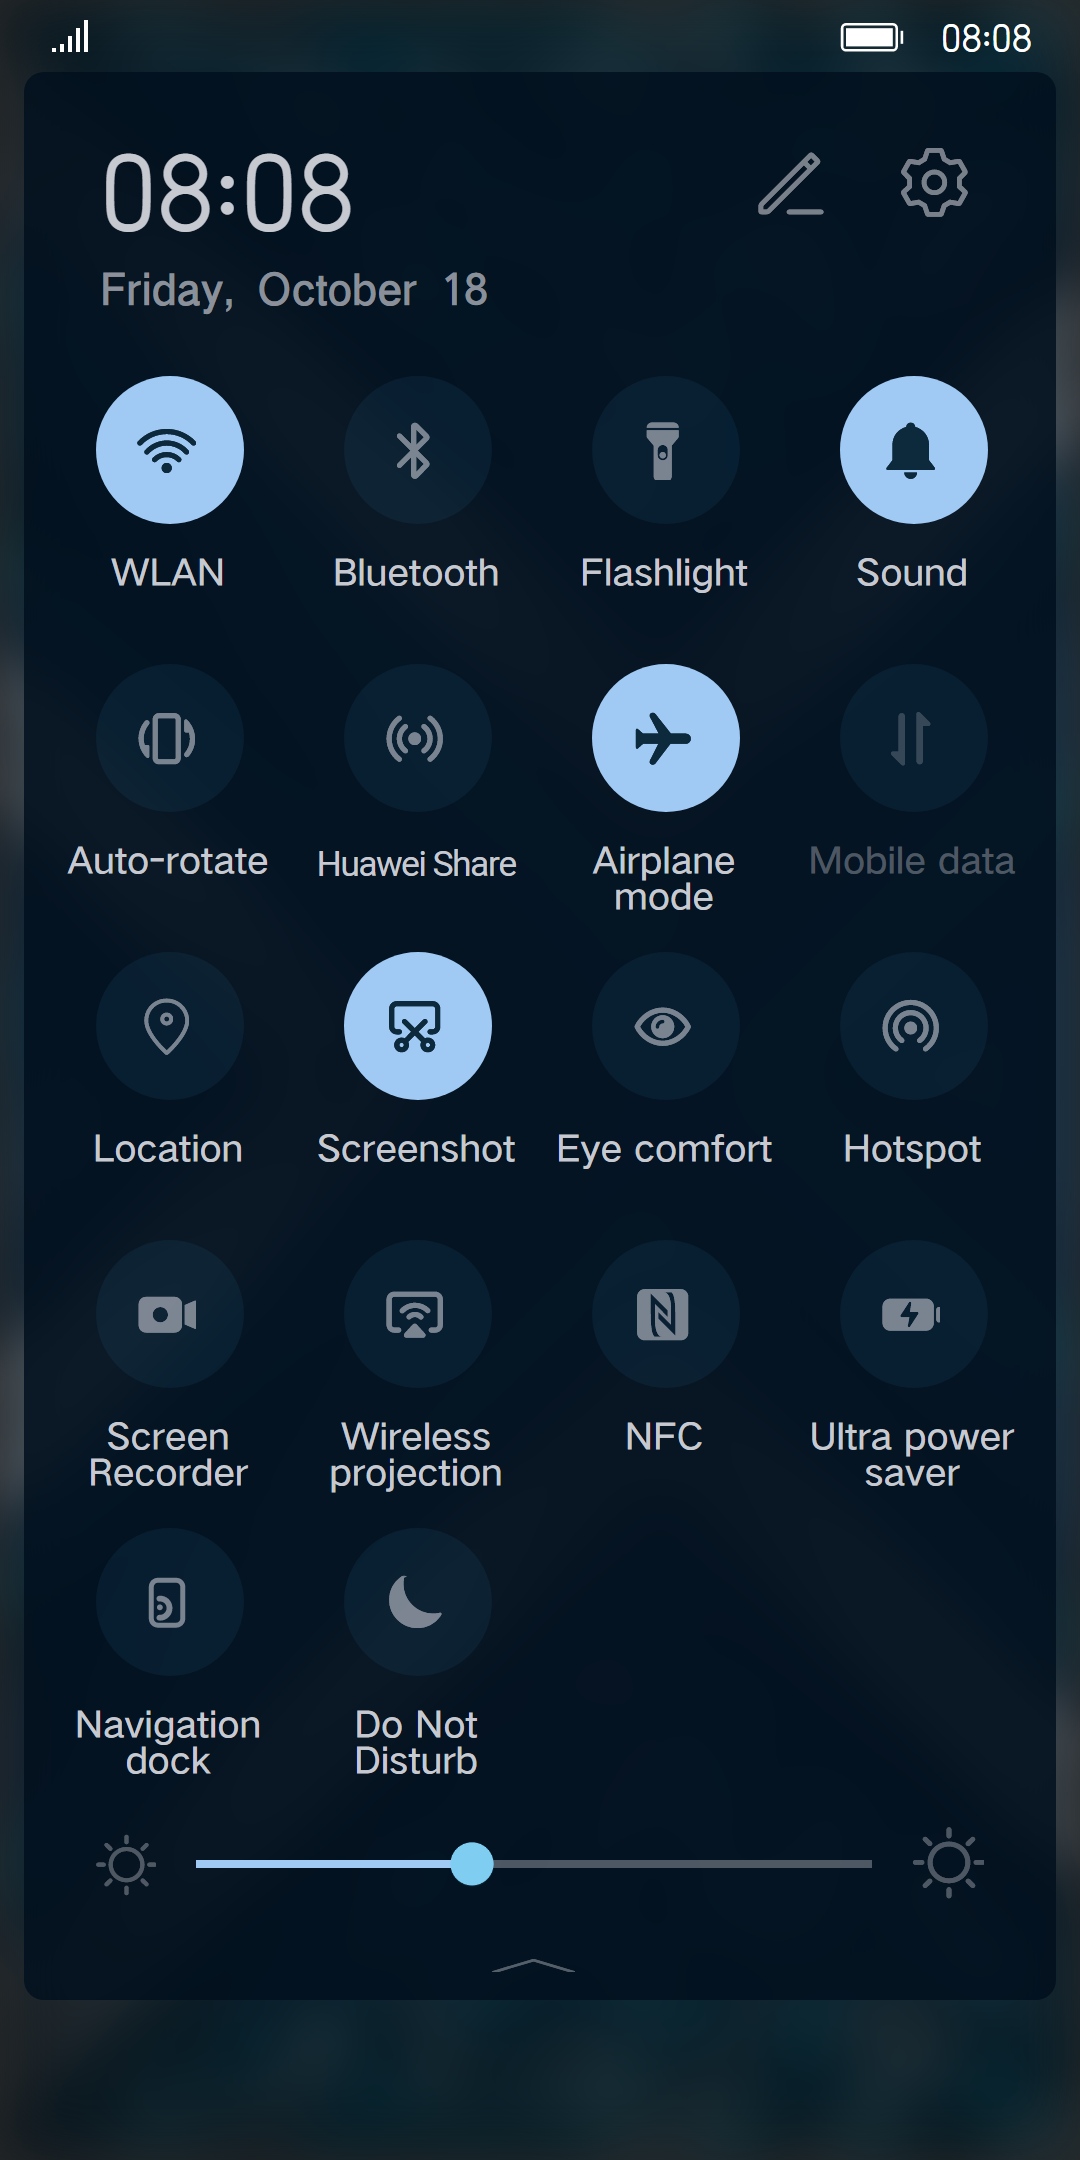 08:08
08:08
Friday, October 18
WLAN
Bluetooth
Flashlight
Sound
Auto-rotate
Huawei Share
Airplane
mode
Mobile data
Location
Screenshot
Eye comfort
Hotspot
Screen
Recorder
Wireless
projection
NFC
Ultra power
saver
Navigation
dock
Do Not
Disturb